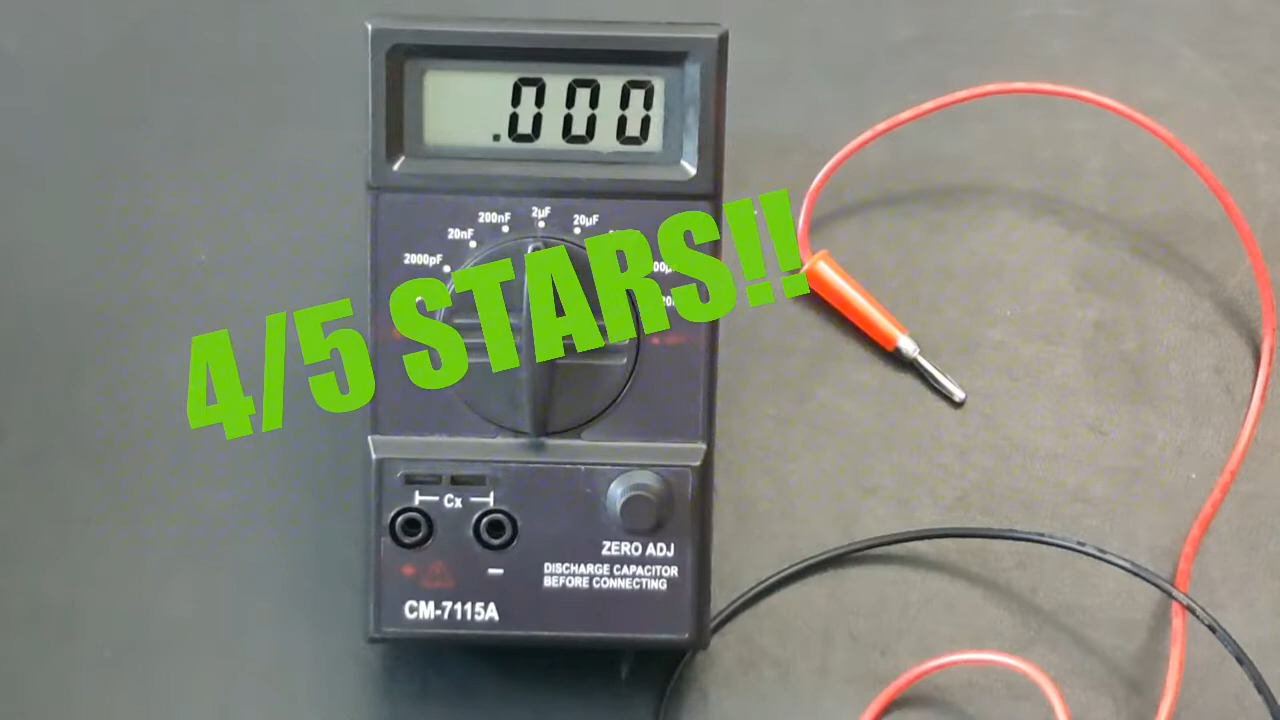 .000
2µF
200nF
20µF
20nF
2000pF
4/5 STARS!!
Cx
ZERO ADJ
DISCHARGE CAPACITOR
BEFORE CONNECTING
CM-7115A